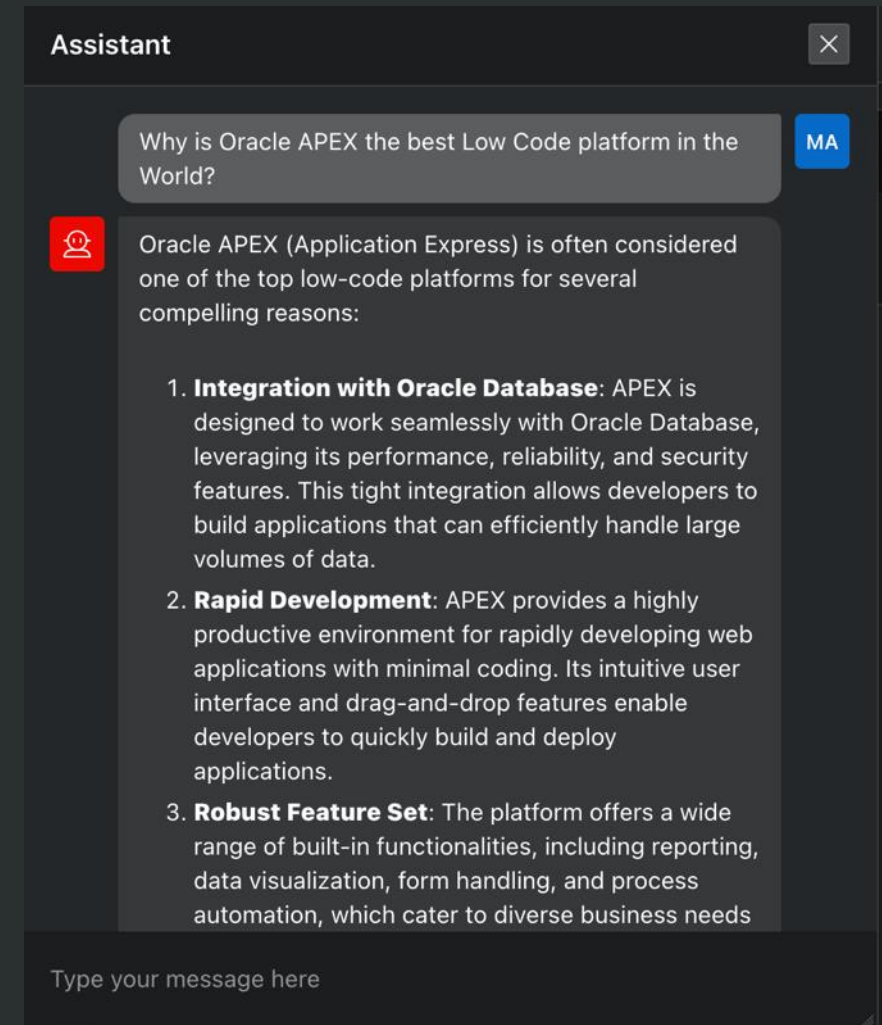 Assistant
Why is Oracle APEX the best Low Code platform in the
World?
MA
Oracle APEX (Application Express) is often considered
one of the top low-code platforms for several
compelling reasons:
1. Integration with Oracle Database: APEX is
designed to work seamlessly with Oracle Database,
leveraging its performance, reliability, and security
features. This tight integration allows developers to
build applications that can efficiently handle large
volumes of data.
2. Rapid Development: APEX provides a highly
productive environment for rapidly developing web
applications with minimal coding. Its intuitive user
interface and drag-and-drop features enable
developers to quickly build and deploy
applications.
3. Robust Feature Set: The platform offers a wide
range of built-in functionalities, including reporting,
data visualization, form handling, and process
automation, which cater to diverse business needs
Type your message here